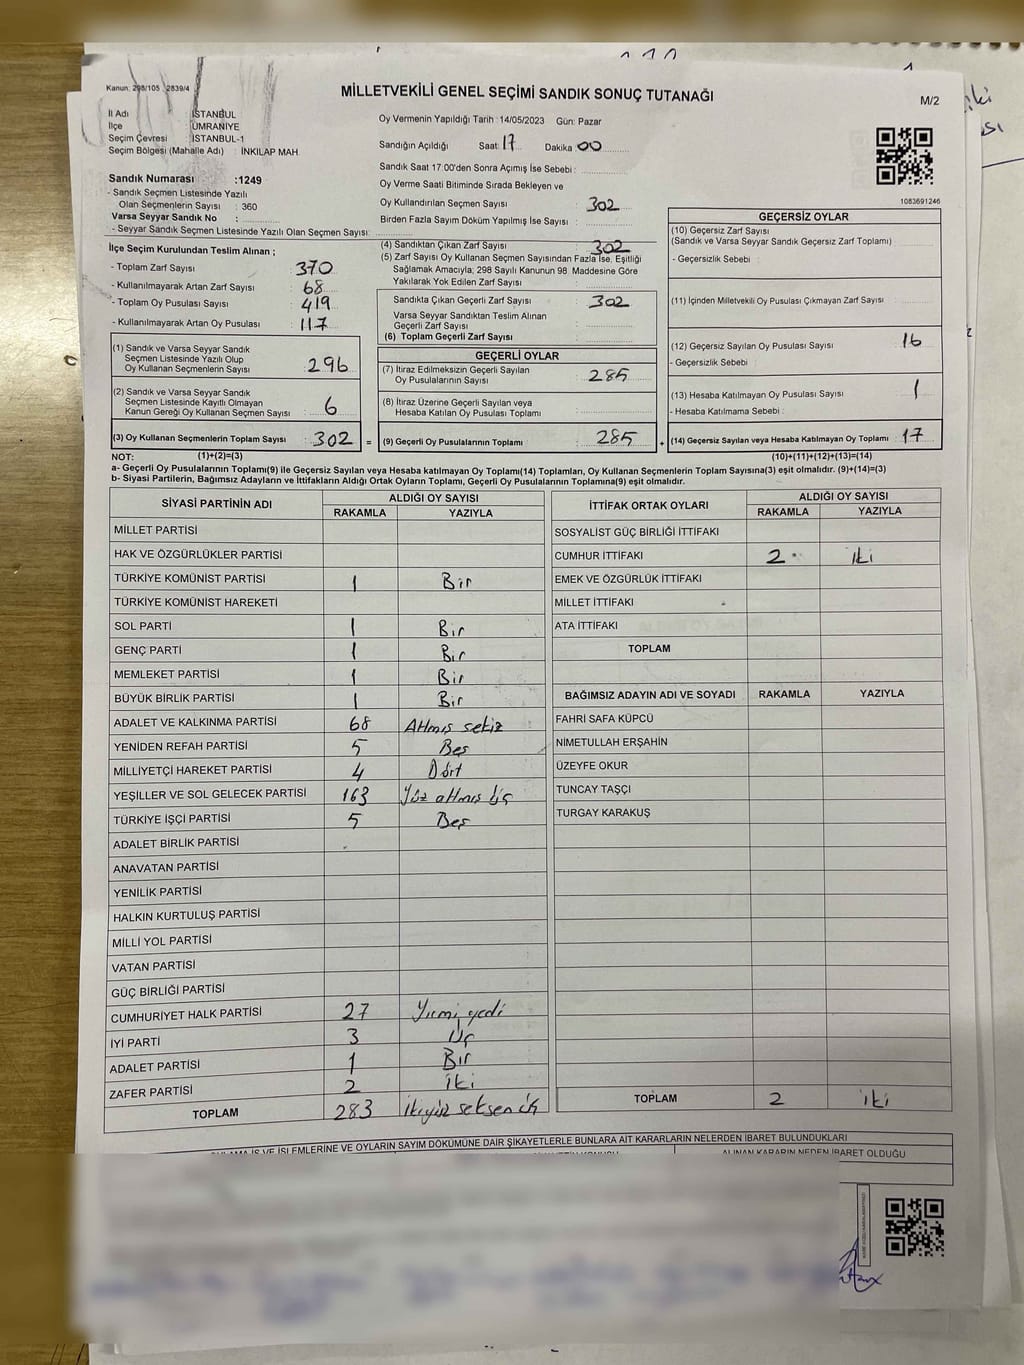 Kanun: 298/105 2839/4
MİLLETVEKİLİ GENEL SEÇİMİ SANDIK SONUÇ TUTANAĞI
M/2
İl Adı : İSTANBUL
İlçe : ÜMRANİYE
Seçim Çevresi : İSTANBUL-1
Seçim Bölgesi (Mahalle Adı) : İNKILAP MAH.
Sandık Numarası :1249
- Sandık Seçmen Listesinde Yazılı
Olan Seçmenlerin Sayısı : 360
Varsa Seyyar Sandık No :
- Seyyar Sandık Seçmen Listesinde Yazılı Olan Seçmen Sayısı:
Oy Vermenin Yapıldığı Tarih :14/05/2023 Gün: Pazar
Sandığın Açıldığı Saat: 17 Dakika 00
Sandık Saat 17:00'den Sonra Açımış İse Sebebi :
Oy Verme Saati Bitiminde Sırada Bekleyen ve
Oy Kullandırılan Seçmen Sayısı : 302
Birden Fazla Sayım Döküm Yapılmış İse Sayısı :
1083691246
İlçe Seçim Kurulundan Teslim Alınan ;
- Toplam Zarf Sayısı : 370
- Kullanılmayarak Artan Zarf Sayısı : 68
- Toplam Oy Pusulası Sayısı : 419
- Kullanılmayarak Artan Oy Pusulası : 117
(4) Sandıktan Çıkan Zarf Sayısı : 302
(5) Zarf Sayısı Oy Kullanan Seçmen Sayısından Fazla İse, Eşitliği
Sağlamak Amacıyla; 298 Sayılı Kanunun 98. Maddesine Göre
Yakılarak Yok Edilen Zarf Sayısı :
Sandıkta Çıkan Geçerli Zarf Sayısı : 302
Varsa Seyyar Sandıktan Teslim Alınan
Geçerli Zarf Sayısı :
(6) Toplam Geçerli Zarf Sayısı :
GEÇERSİZ OYLAR
(10) Geçersiz Zarf Sayısı
(Sandık ve Varsa Seyyar Sandık Geçersiz Zarf Toplamı) :
- Geçersizlik Sebebi :
(11) İçinden Milletvekili Oy Pusulası Çıkmayan Zarf Sayısı :
(12) Geçersiz Sayılan Oy Pusulası Sayısı : 16
- Geçersizlik Sebebi :
(13) Hesaba Katılmayan Oy Pusulası Sayısı : 1
- Hesaba Katılmama Sebebi :
(14) Geçersiz Sayılan veya Hesaba Katılmayan Oy Toplamı : 17
(1) Sandık ve Varsa Seyyar Sandık
Seçmen Listesinde Yazılı Olup
Oy Kullanan Seçmenlerin Sayısı : 296
(2) Sandık ve Varsa Seyyar Sandık
Seçmen Listesinde Kayıtlı Olmayan
Kanun Gereği Oy Kullanan Seçmen Sayısı : 6
(3) Oy Kullanan Seçmenlerin Toplam Sayısı : 302 =
GEÇERLİ OYLAR
(7) İtiraz Edilmeksizin Geçerli Sayılan
Oy Pusulalarının Sayısı : 285
(8) İtiraz Üzerine Geçerli Sayılan veya
Hesaba Katılan Oy Pusulası Toplamı :
(9) Geçerli Oy Pusulalarının Toplamı : 285 +
NOT: (1)+(2)=(3) (10)+(11)+(12)+(13)=(14)
a- Geçerli Oy Pusulalarının Toplamı(9) ile Geçersiz Sayılan veya Hesaba katılmayan Oy Toplamı(14) Toplamları, Oy Kullanan Seçmenlerin Toplam Sayısına(3) eşit olmalıdır. (9)+(14)=(3)
b- Siyasi Partilerin, Bağımsız Adayların ve İttifakların Aldığı Ortak Oyların Toplamı, Geçerli Oy Pusulalarının Toplamına(9) eşit olmalıdır.
SİYASİ PARTİNİN ADI ALDIĞI OY SAYISI
RAKAMLA YAZIYLA
MİLLET PARTİSİ
HAK VE ÖZGÜRLÜKLER PARTİSİ
TÜRKİYE KOMÜNİST PARTİSİ 1 Bir
TÜRKİYE KOMÜNİST HAREKETİ
SOL PARTİ 1 Bir
GENÇ PARTİ 1 Bir
MEMLEKET PARTİSİ 1 Bir
BÜYÜK BİRLİK PARTİSİ 1 Bir
ADALET VE KALKINMA PARTİSİ 68 Atmış sekiz
YENİDEN REFAH PARTİSİ 5 Beş
MİLLİYETÇİ HAREKET PARTİSİ 4 Dört
YEŞİLLER VE SOL GELECEK PARTİSİ 163 Yüz atmış üç
TÜRKİYE İŞÇİ PARTİSİ 5 Beş
ADALET BİRLİK PARTİSİ
ANAVATAN PARTİSİ
YENİLİK PARTİSİ
HALKIN KURTULUŞ PARTİSİ
MİLLİ YOL PARTİSİ
VATAN PARTİSİ
GÜÇ BİRLİĞİ PARTİSİ
CUMHURİYET HALK PARTİSİ 27 Yirmi yedi
İYİ PARTİ 3 Üç
ADALET PARTİSİ 1 Bir
ZAFER PARTİSİ 2 iki
TOPLAM 283 ikiyüz seksen üç
İTTİFAK ORTAK OYLARI ALDIĞI OY SAYISI
RAKAMLA YAZIYLA
SOSYALİST GÜÇ BİRLİĞİ İTTİFAKI
CUMHUR İTTİFAKI 2 iki
EMEK VE ÖZGÜRLÜK İTTİFAKI
MİLLET İTTİFAKI
ATA İTTİFAKI
TOPLAM
BAĞIMSIZ ADAYIN ADI VE SOYADI RAKAMLA YAZIYLA
FAHRİ SAFA KÜPCÜ
NİMETULLAH ERŞAHİN
ÜZEYFE OKUR
TUNCAY TAŞÇI
TURGAY KARAKUŞ
TOPLAM 2 iki
VE İŞLEMLERİNE VE OYLARIN SAYIM DÖKÜMÜNE DAİR ŞİKAYETLERLE BUNLARA AİT KARARLARIN NELERDEN İBARET BULUNDUKLARI
ALINAN KARARIN NEDEN İBARET OLDUĞU